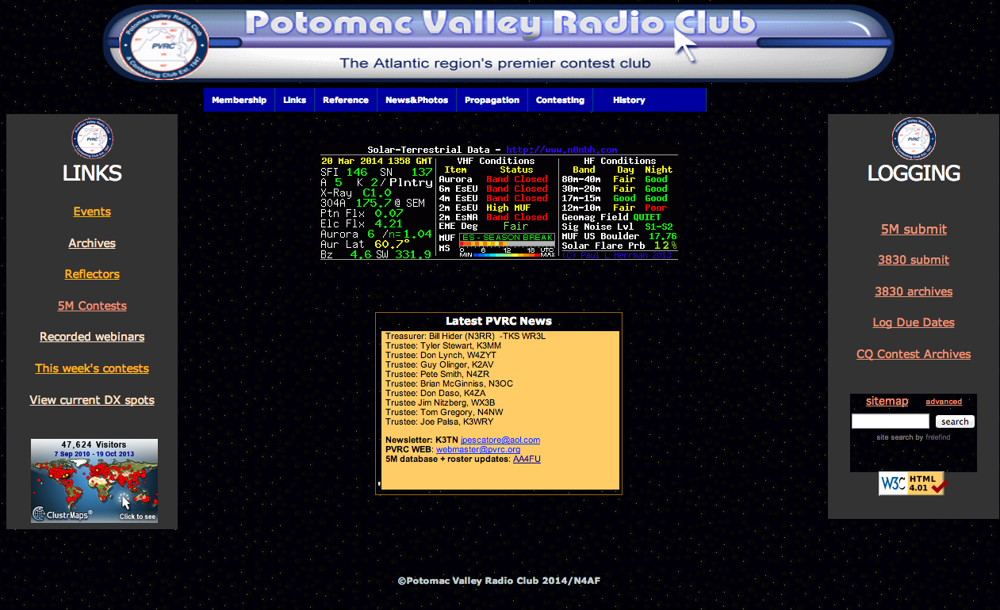 Potomac Valley Radio Club
The Atlantic region's premier contest club
Potomac Valley Radio Club
PVRC
A Contesting Club Est. 1947
Membership Links Reference News&Photos Propagation Contesting History
PVRC
LINKS
Events
Archives
Reflectors
5M Contests
Recorded webinars
This week's contests
View current DX spots
47,624 Visitors
7 Sep 2010 - 19 Oct 2013
ClustrMaps®
Click to see
Solar-Terrestrial Data - http://www.n0nbh.com
20 Mar 2014 1358 GMT
SFI 146 SN 137
A 5 K 2/Plntry
X-Ray C1.0
304A 175.7@ SEM
Ptn Flx 0.07
Elc Flx 4.21
Aurora 6 /n=1.04
Aur Lat 60.7°
Bz 4.6 SW 331.9
VHF Conditions
Item Status
Aurora Band Closed
6m EsEU Band Closed
4m EsEU Band Closed
2m EsEU High MUF
2m EsNA Band Closed
EME Deg Fair
MUF ES - SEASON BREAK
MS
0 6 12 18 UTC
MIN MAX
HF Conditions
Band Day Night
80m-40m Fair Good
30m-20m Fair Good
17m-15m Good Good
12m-10m Fair Poor
Geomag Field QUIET
Sig Noise Lvl S1-S2
MUF US Boulder 17.76
Solar Flare Prb 12%
(C) Paul L Herrman 2013
Latest PVRC News
Treasurer: Bill Hider (N3RR) -TKS WR3L
Trustee: Tyler Stewart, K3MM
Trustee: Don Lynch, W4ZYT
Trustee: Guy Olinger, K2AV
Trustee: Pete Smith, N4ZR
Trustee: Brian McGinniss, N3OC
Trustee: Don Daso, K4ZA
Trustee Jim Nitzberg, WX3B
Trustee: Tom Gregory, N4NW
Trustee: Joe Palsa, K3WRY
Newsletter: K3TN jpescatore@aol.com
PVRC WEB: webmaster@pvrc.org
5M database + roster updates: AA4FU
PVRC
LOGGING
5M submit
3830 submit
3830 archives
Log Due Dates
CQ Contest Archives
sitemap advanced
search
site search by freefind
W3C HTML
4.01
©Potomac Valley Radio Club 2014/N4AF